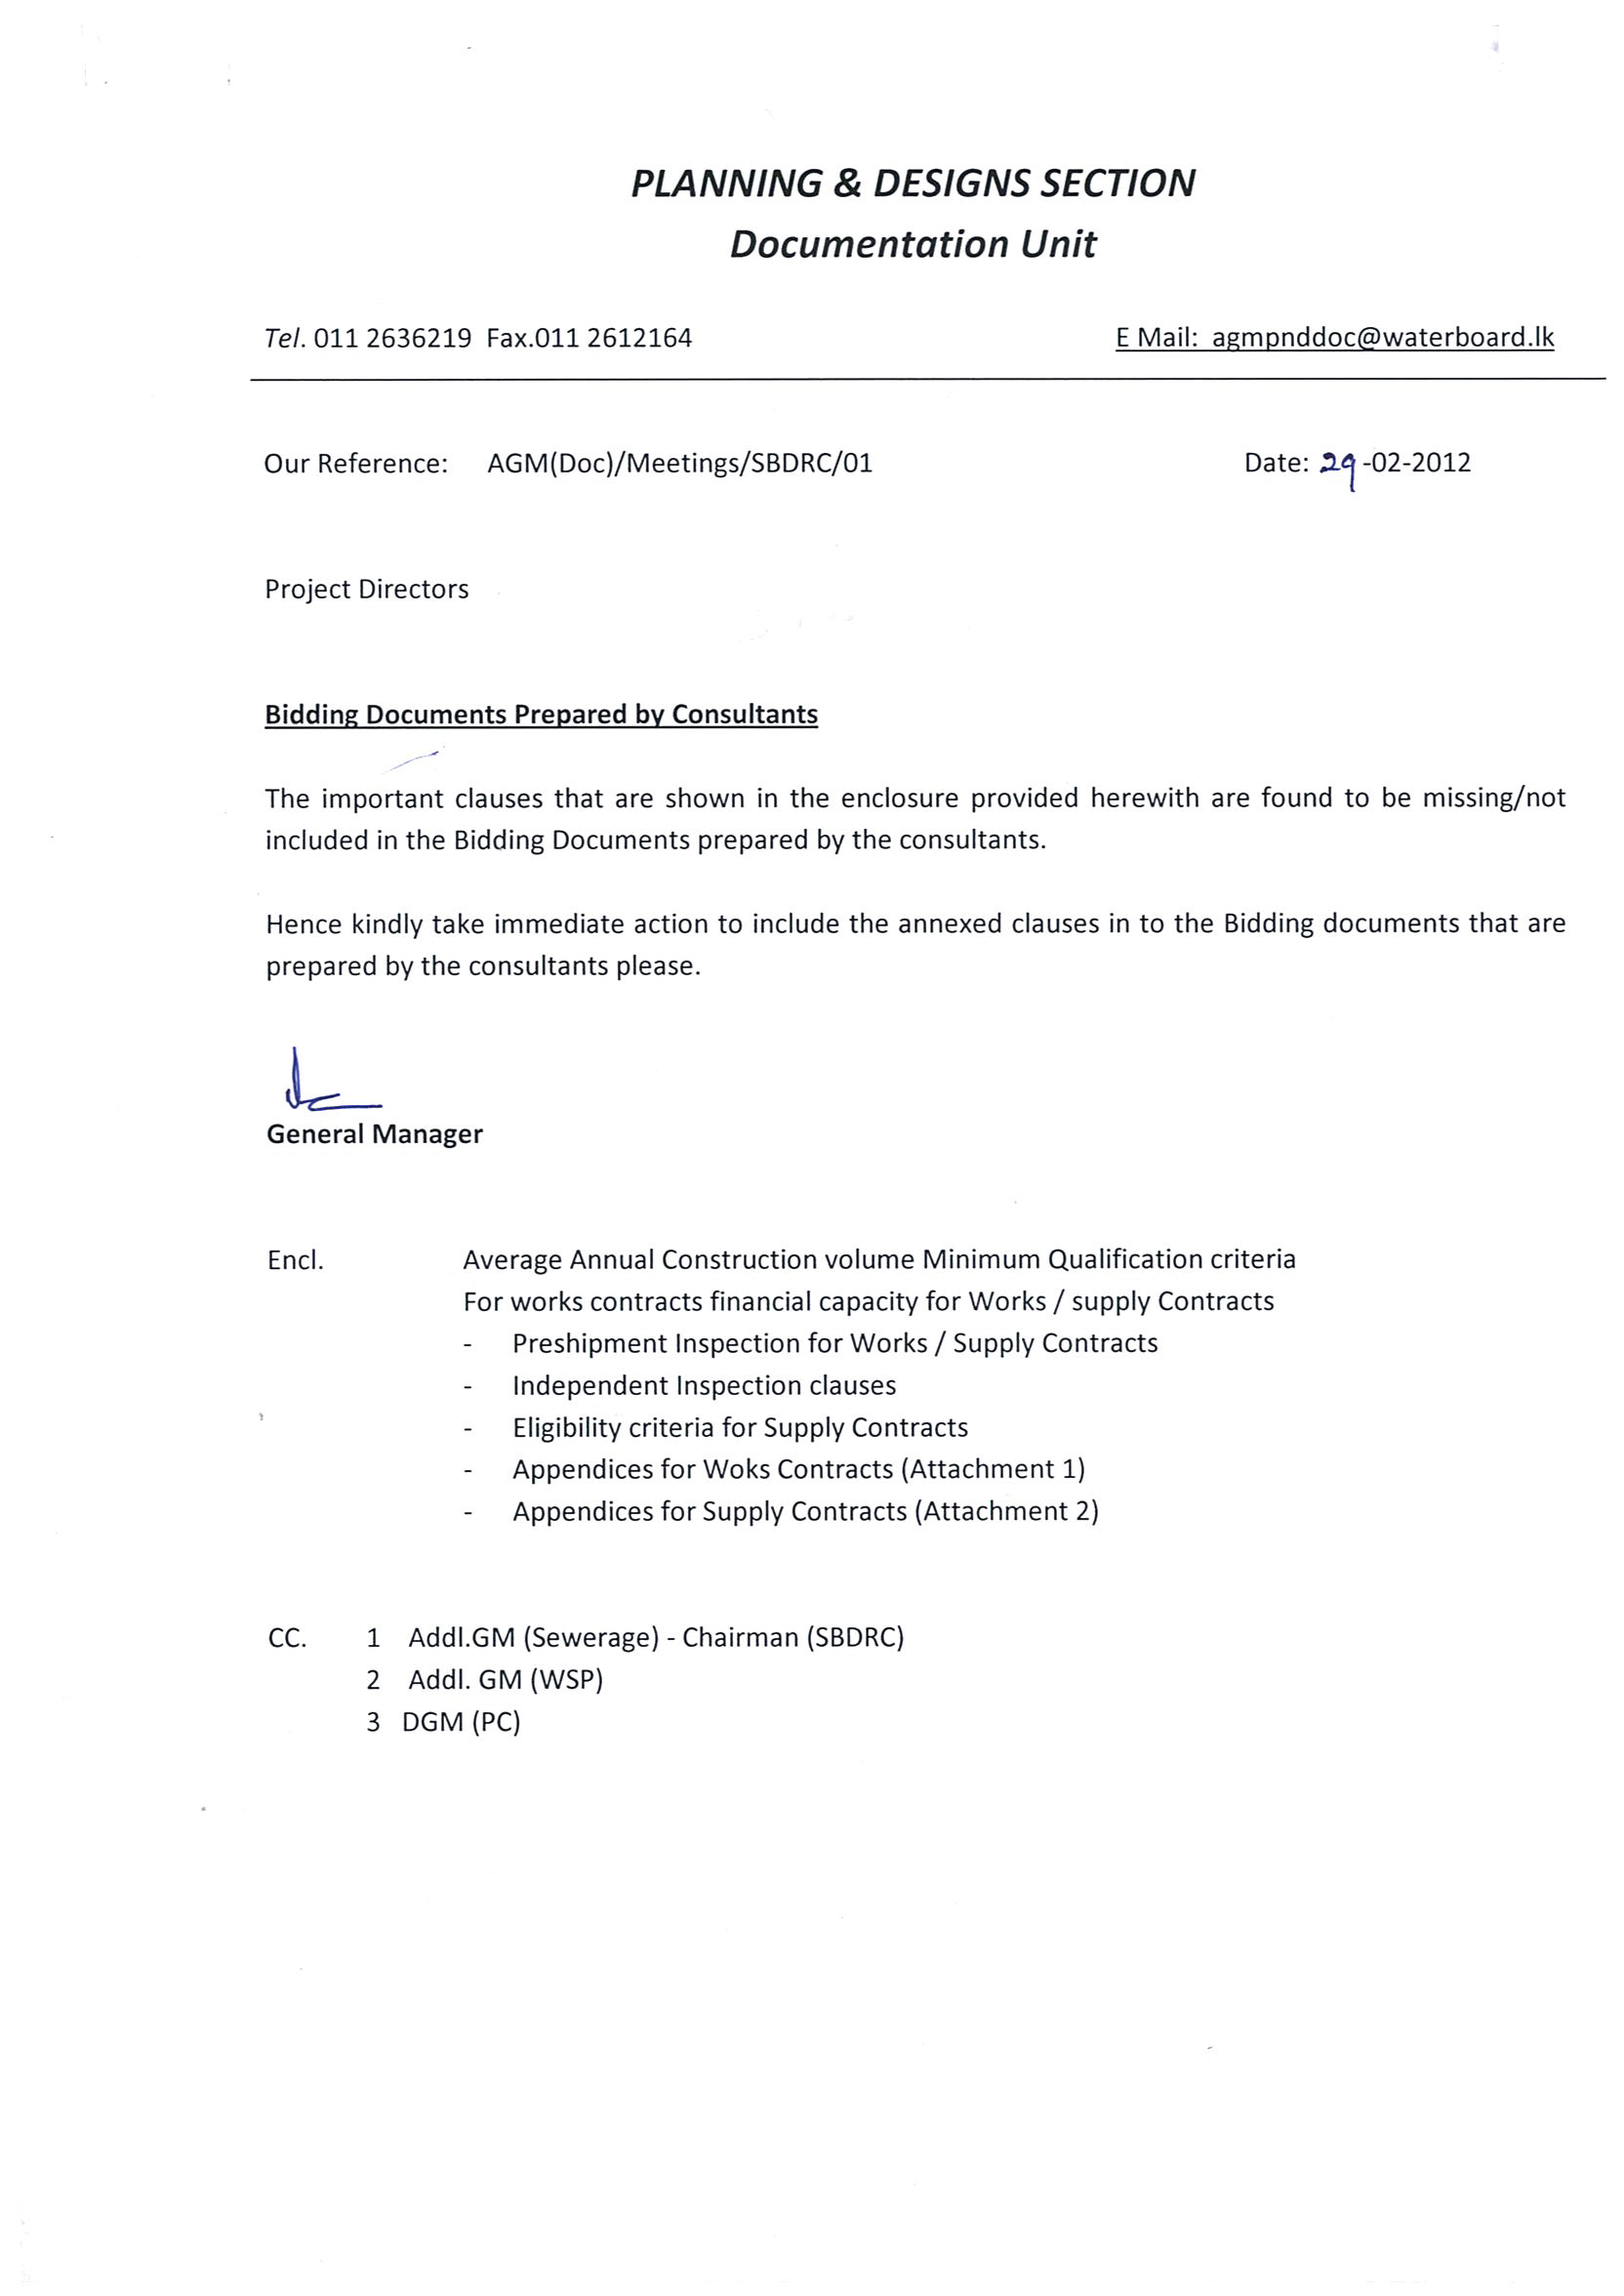 PLANNING & DESIGNS SECTION
Documentation Unit
Tel. 011 2636219 Fax.011 2612164 E Mail: agmpnddoc@waterboard.lk
Our Reference: AGM(Doc)/Meetings/SBDRC/01 Date: 29-02-2012
Project Directors
Bidding Documents Prepared by Consultants
The important clauses that are shown in the enclosure provided herewith are found to be missing/not
included in the Bidding Documents prepared by the consultants.
Hence kindly take immediate action to include the annexed clauses in to the Bidding documents that are
prepared by the consultants please.
General Manager
Encl. Average Annual Construction volume Minimum Qualification criteria
For works contracts financial capacity for Works / supply Contracts
- Preshipment Inspection for Works / Supply Contracts
- Independent Inspection clauses
- Eligibility criteria for Supply Contracts
- Appendices for Woks Contracts (Attachment 1)
- Appendices for Supply Contracts (Attachment 2)
CC. 1 Addl.GM (Sewerage) - Chairman (SBDRC)
2 Addl. GM (WSP)
3 DGM (PC)